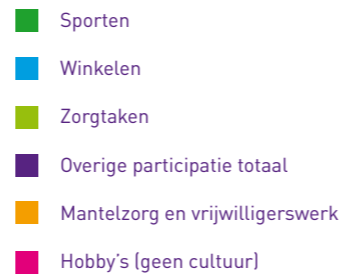 Sporten
Winkelen
Zorgtaken
Overige participatie totaal
Mantelzorg en vrijwilligerswerk
Hobby's (geen cultuur)